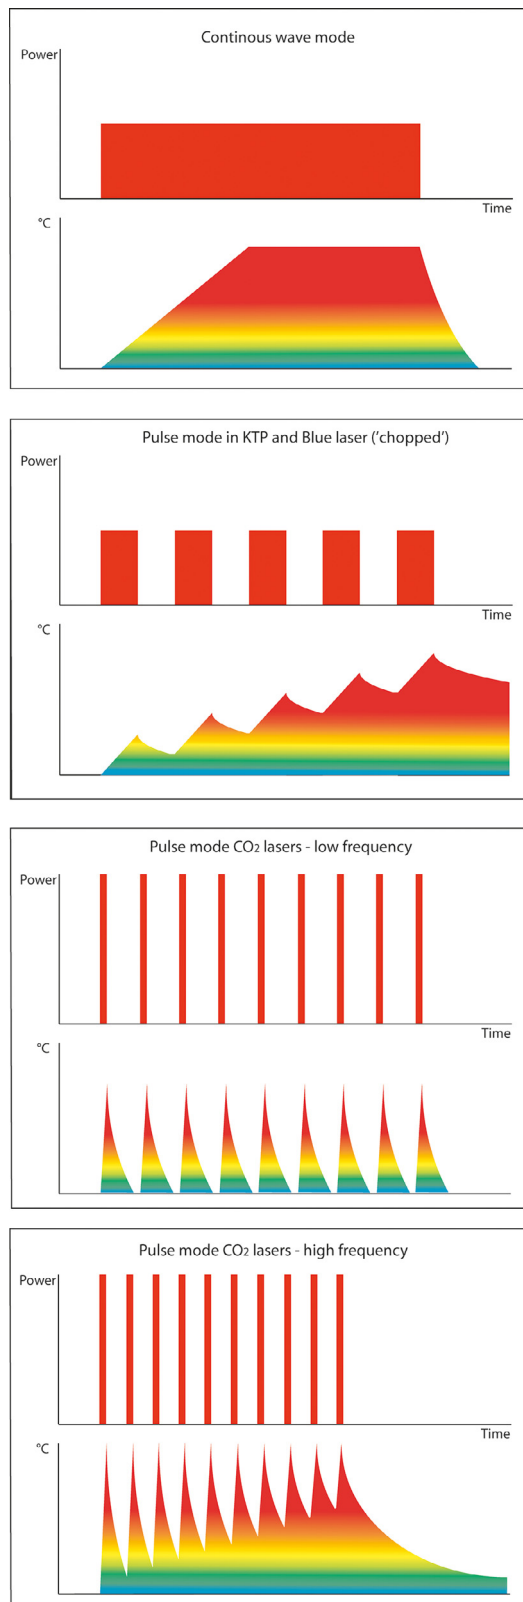 Continous wave mode
Power
Time
°C
Pulse mode in KTP and Blue laser ('chopped')
Power
Time
°C
Pulse mode CO2 lasers - low frequency
Power
Time
°C
Pulse mode CO2 lasers - high frequency
Power
Time
°C